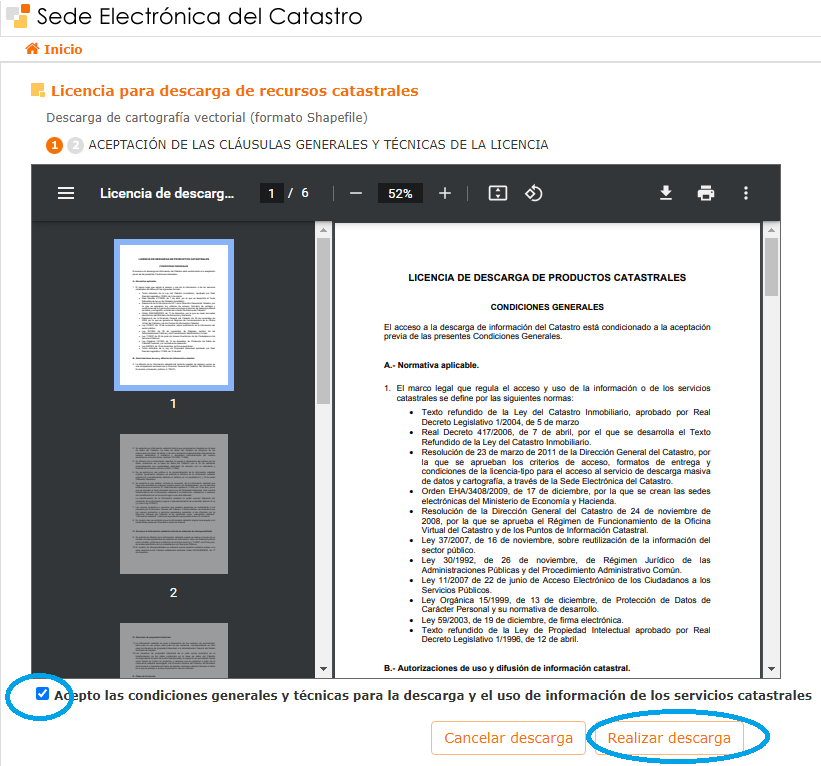 Sede Electrónica del Catastro
Inicio
Licencia para descarga de recursos catastrales
Descarga de cartografía vectorial (formato Shapefile)
1 2 ACEPTACIÓN DE LAS CLÁUSULAS GENERALES Y TÉCNICAS DE LA LICENCIA
Licencia de descarg... 1 / 6 52%
1
2
LICENCIA DE DESCARGA DE PRODUCTOS CATASTRALES
CONDICIONES GENERALES
El acceso a la descarga de información del Catastro está condicionado a la aceptación
previa de las presentes Condiciones Generales.
A.- Normativa aplicable.
1. El marco legal que regula el acceso y uso de la información o de los servicios
catastrales se define por las siguientes normas:
• Texto refundido de la Ley del Catastro Inmobiliario, aprobado por Real
Decreto Legislativo 1/2004, de 5 de marzo
• Real Decreto 417/2006, de 7 de abril, por el que se desarrolla el Texto
Refundido de la Ley del Catastro Inmobiliario.
• Resolución de 23 de marzo de 2011 de la Dirección General del Catastro, por
la que se aprueban los criterios de acceso, formatos de entrega y
condiciones de la licencia-tipo para el acceso al servicio de descarga masiva
de datos y cartografía, a través de la Sede Electrónica del Catastro.
• Orden EHA/3408/2009, de 17 de diciembre, por la que se crean las sedes
electrónicas del Ministerio de Economía y Hacienda.
• Resolución de la Dirección General del Catastro de 24 de noviembre de
2008, por la que se aprueba el Régimen de Funcionamiento de la Oficina
Virtual del Catastro y de los Puntos de Información Catastral.
• Ley 37/2007, de 16 de noviembre, sobre reutilización de la información del
sector público.
• Ley 30/1992, de 26 de noviembre, de Régimen Jurídico de las
Administraciones Públicas y del Procedimiento Administrativo Común.
• Ley 11/2007 de 22 de junio de Acceso Electrónico de los Ciudadanos a los
Servicios Públicos.
• Ley Orgánica 15/1999, de 13 de diciembre, de Protección de Datos de
Carácter Personal y su normativa de desarrollo.
• Ley 59/2003, de 19 de diciembre, de firma electrónica.
• Texto refundido de la Ley de Propiedad Intelectual aprobado por Real
Decreto Legislativo 1/1996, de 12 de abril.
B.- Autorizaciones de uso y difusión de información catastral.
Acepto las condiciones generales y técnicas para la descarga y el uso de información de los servicios catastrales
Cancelar descarga Realizar descarga